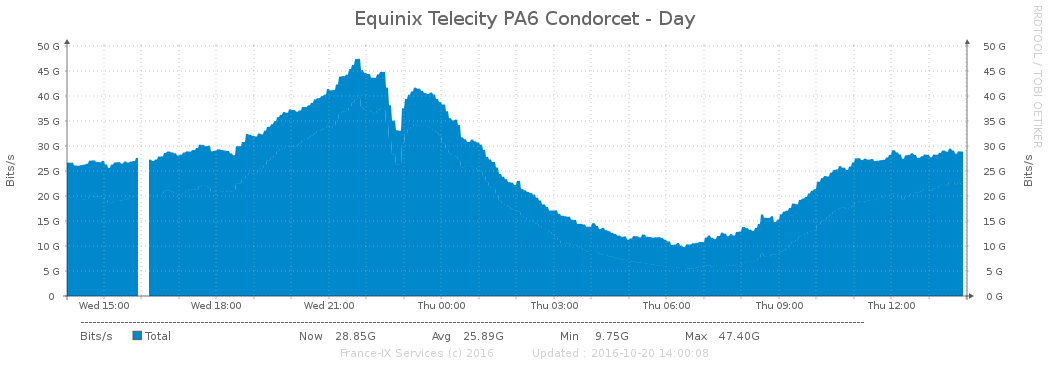 Equinix Telecity PA6 Condorcet - Day
RRDTOOL / TOBI OETIKER
50 G 50 G
45 G 45 G
40 G 40 G
35 G 35 G
30 G 30 G
25 G 25 G
20 G 20 G
15 G 15 G
10 G 10 G
5 G 5 G
0 0 G
Bits/s Bits/s
Wed 15:00 Wed 18:00 Wed 21:00 Thu 00:00 Thu 03:00 Thu 06:00 Thu 09:00 Thu 12:00
Bits/s Total Now 28.85G Avg 25.89G Min 9.75G Max 47.40G
France-IX Services (c) 2016 Updated : 2016-10-20 14:00:08